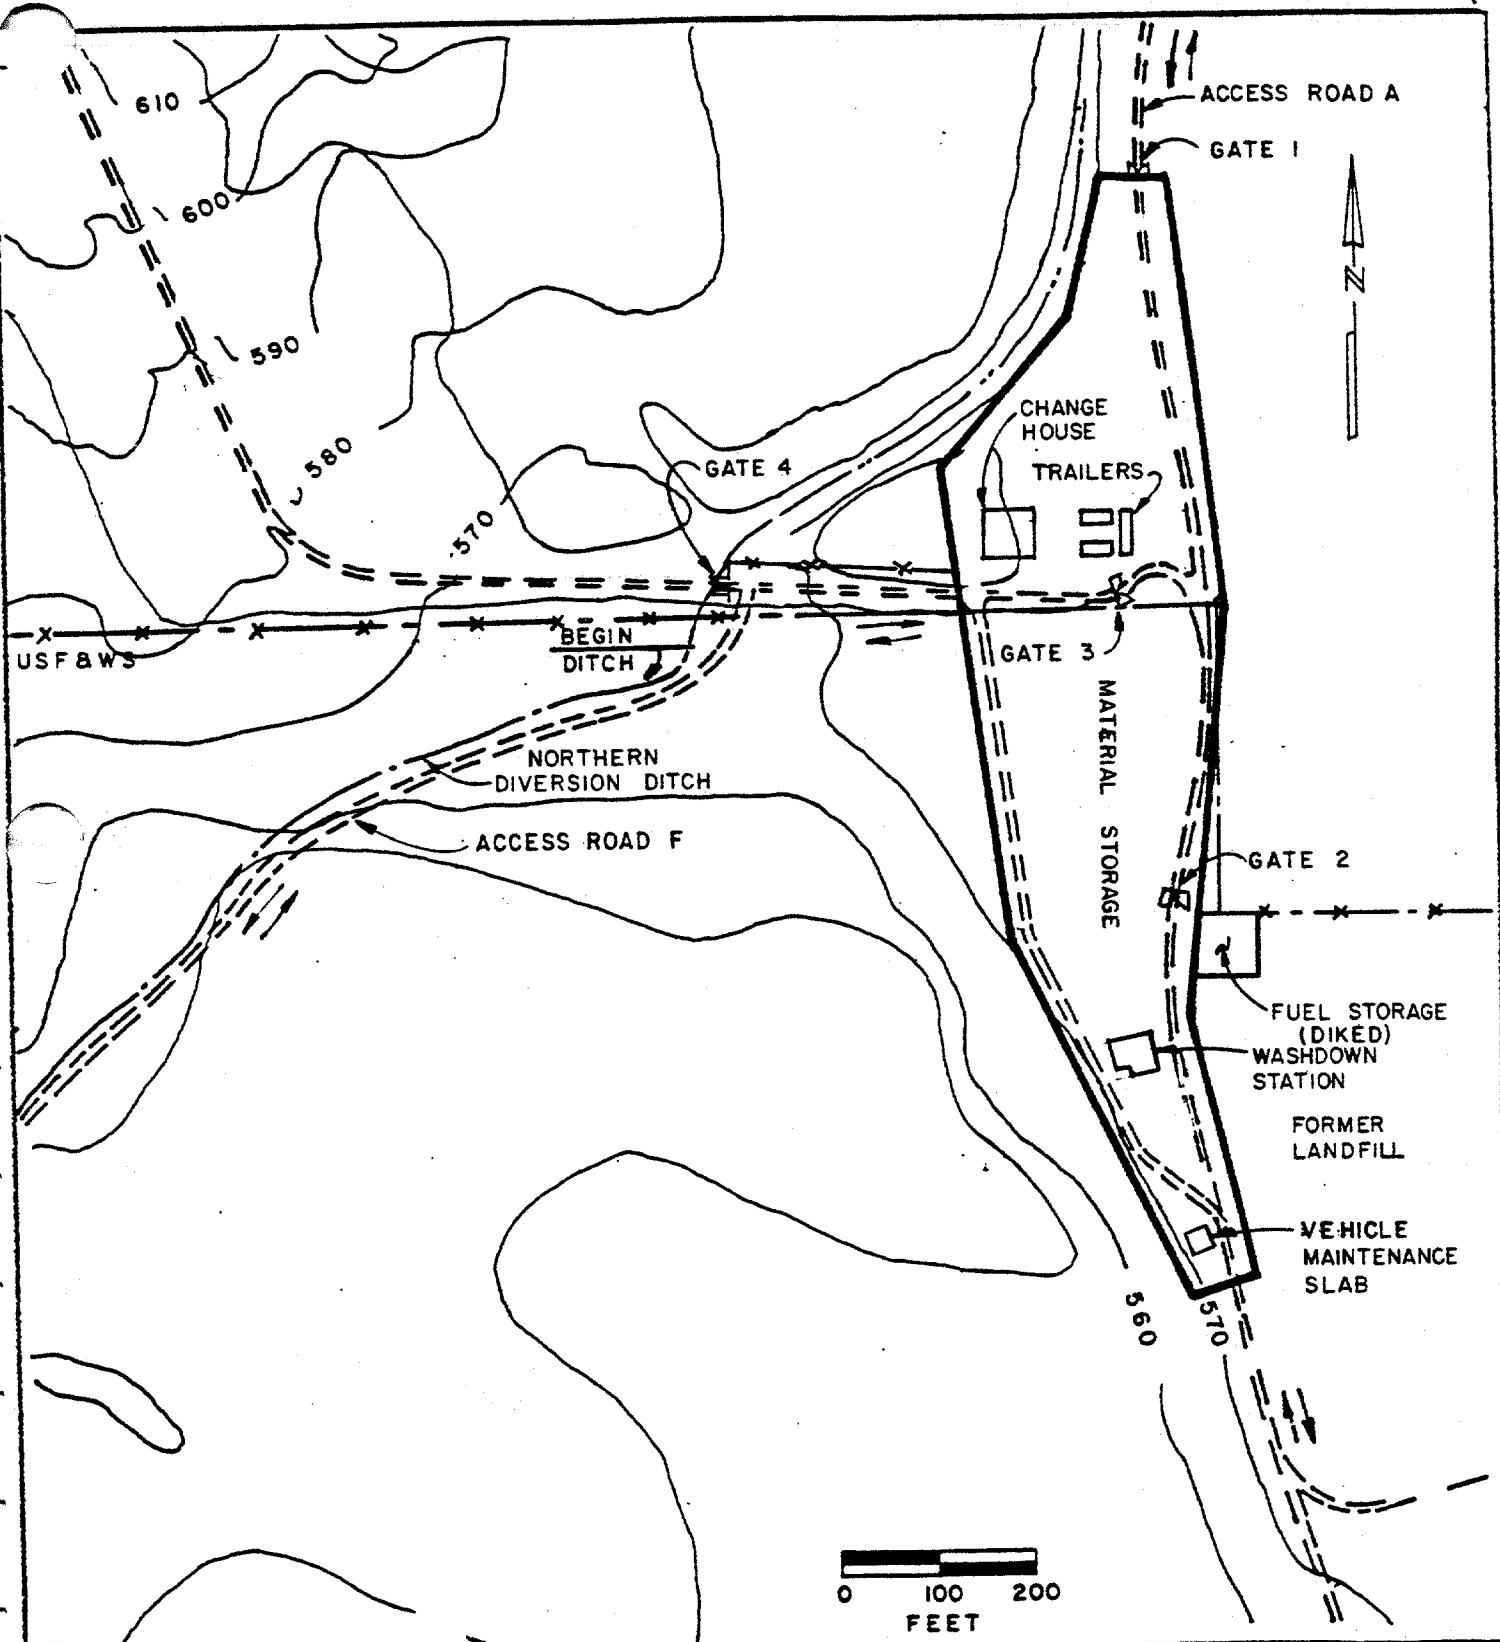 610
ACCESS ROAD A
GATE 1
600
N
590
CHANGE
HOUSE
580
GATE 4
TRAILERS
570
BEGIN
DITCH
USF&WS
GATE 3
MATERIAL STORAGE
NORTHERN
DIVERSION DITCH
ACCESS ROAD F
GATE 2
FUEL STORAGE
(DIKED)
WASHDOWN
STATION
FORMER
LANDFILL
VEHICLE
MAINTENANCE
SLAB
560
570
0 100 200
FEET